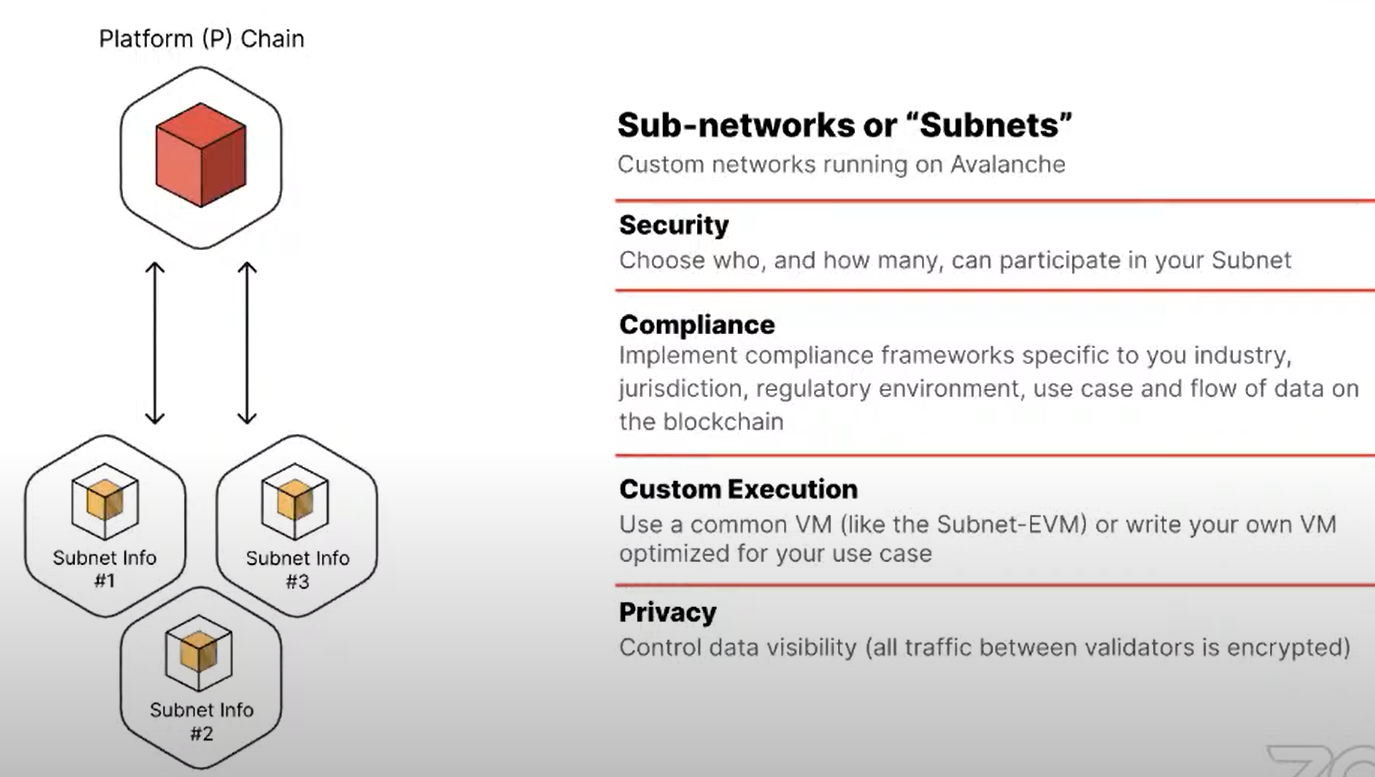 Platform (P) Chain
Sub-networks or “Subnets”
Custom networks running on Avalanche
Security
Choose who, and how many, can participate in your Subnet
Compliance
Implement compliance frameworks specific to you industry,
jurisdiction, regulatory environment, use case and flow of data on
the blockchain
Custom Execution
Use a common VM (like the Subnet-EVM) or write your own VM
optimized for your use case
Privacy
Control data visibility (all traffic between validators is encrypted)
Subnet Info
#1
Subnet Info
#3
Subnet Info
#2